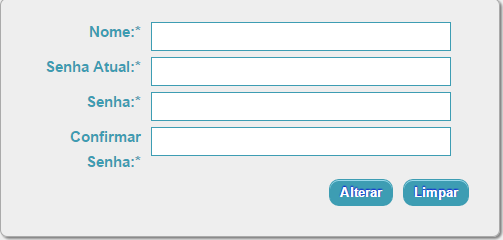 Nome:*
Senha Atual:*
Senha:*
Confirmar
Senha:*
Alterar Limpar